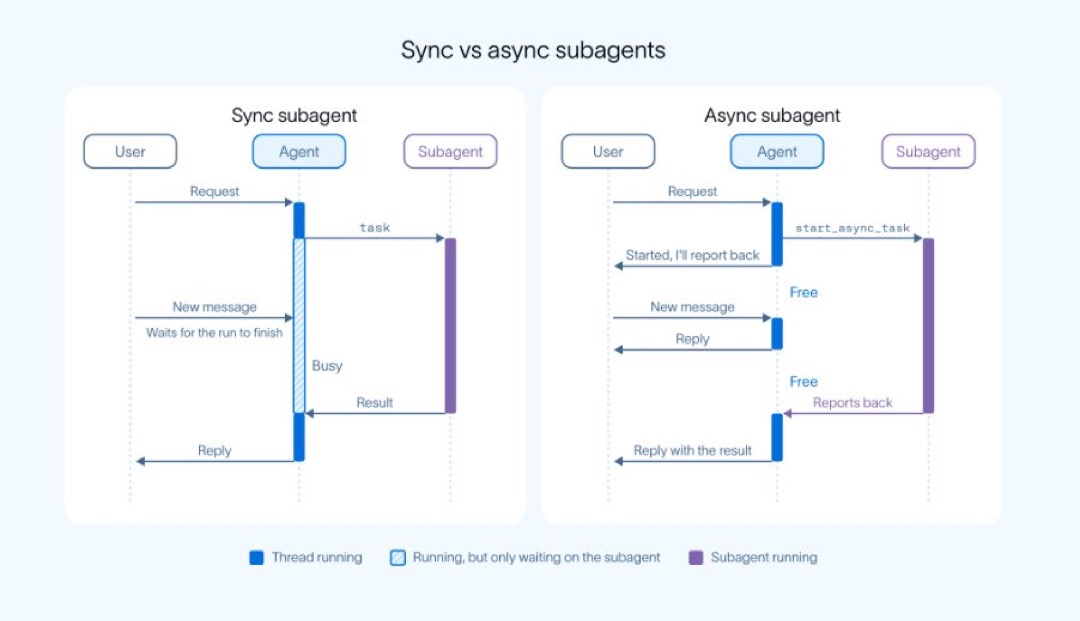 Sync vs async subagents
Sync subagent
User
Agent
Subagent
Request
task
New message
Waits for the run to finish
Busy
Result
Reply
Async subagent
User
Agent
Subagent
Request
start_async_task
Started, I'll report back
Free
New message
Reply
Free
Reports back
Reply with the result
Thread running
Running, but only waiting on the subagent
Subagent running